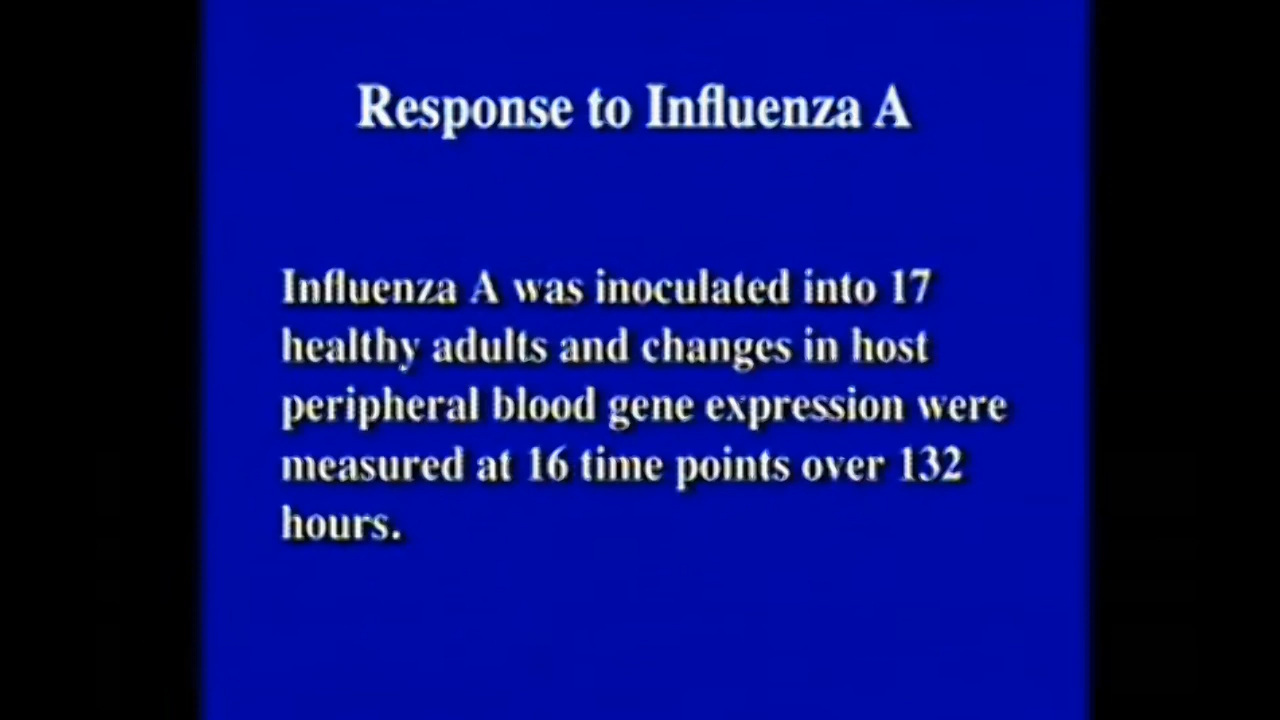 Response to Influenza A
Influenza A was inoculated into 17
healthy adults and changes in host
peripheral blood gene expression were
measured at 16 time points over 132
hours.